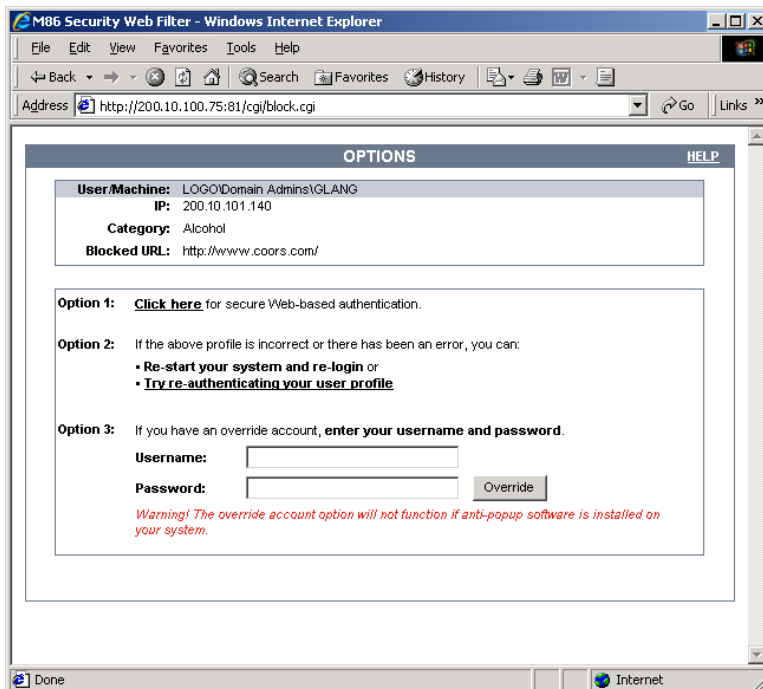 M86 Security Web Filter - Windows Internet Explorer
File Edit View Favorites Tools Help
Back Search Favorites History
Address http://200.10.100.75:81/cgi/block.cgi Go Links »
OPTIONS HELP
User/Machine: LOGO\Domain Admins\GLANG
IP: 200.10.101.140
Category: Alcohol
Blocked URL: http://www.coors.com/
Option 1: Click here for secure Web-based authentication.
Option 2: If the above profile is incorrect or there has been an error, you can:
• Re-start your system and re-login or
• Try re-authenticating your user profile
Option 3: If you have an override account, enter your username and password.
Username:
Password: Override
Warning! The override account option will not function if anti-popup software is installed on
your system.
Done Internet